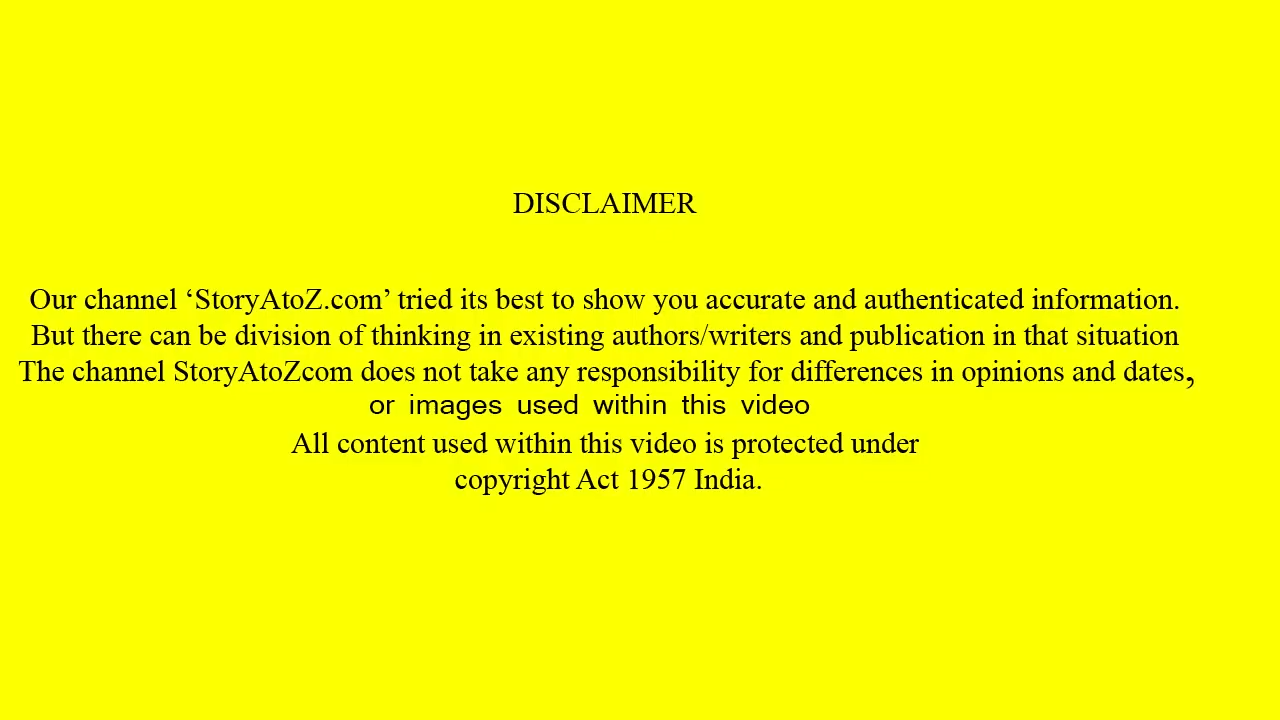 DISCLAIMER
Our channel ‘StoryAtoZ.com’ tried its best to show you accurate and authenticated information.
But there can be division of thinking in existing authors/writers and publication in that situation
The channel StoryAtoZcom does not take any responsibility for differences in opinions and dates,
or images used within this video
All content used within this video is protected under
copyright Act 1957 India.